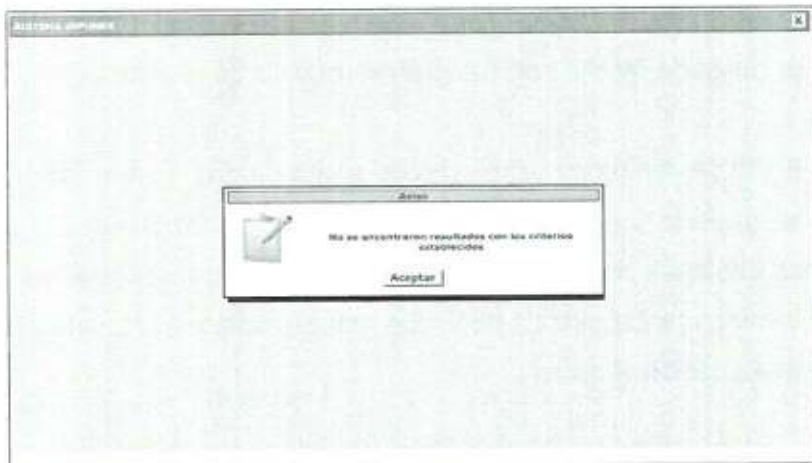 Aviso
No se encontraron resultados con los criterios
establecidos
Aceptar